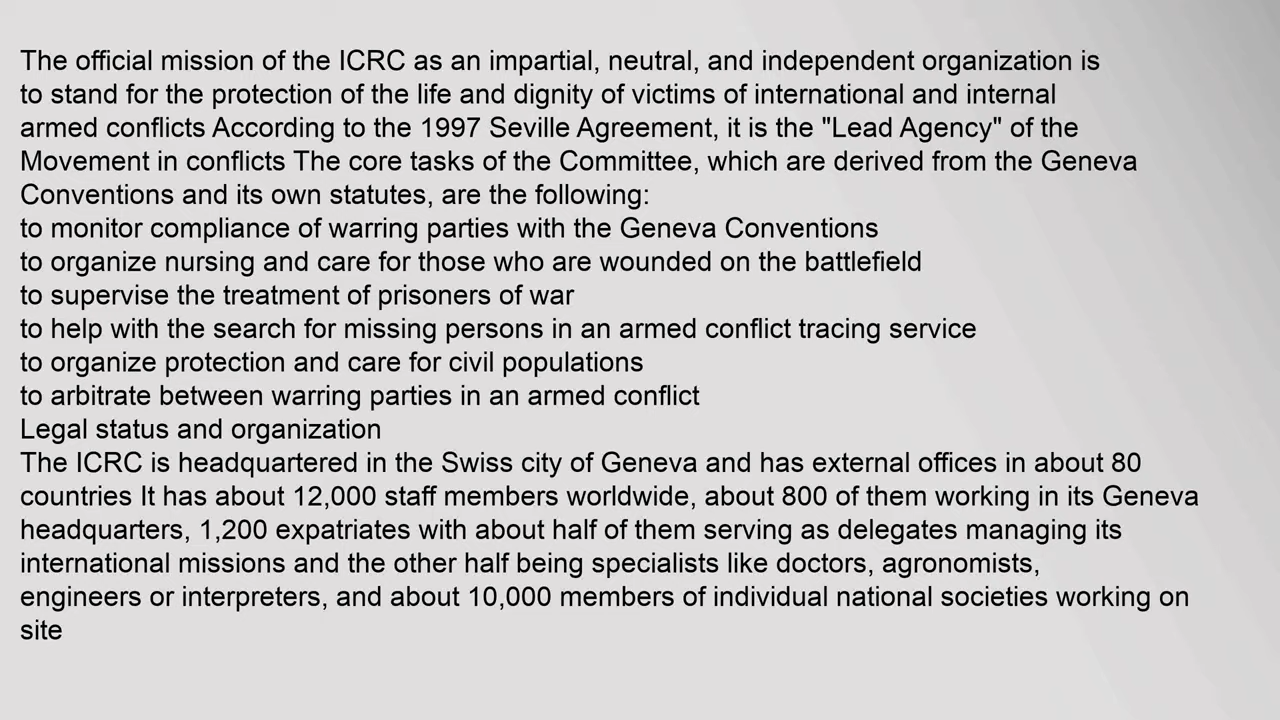 The official mission of the ICRC as an impartial, neutral, and independent organization is
to stand for the protection of the life and dignity of victims of international and internal
armed conflicts According to the 1997 Seville Agreement, it is the "Lead Agency" of the
Movement in conflicts The core tasks of the Committee, which are derived from the Geneva
Conventions and its own statutes, are the following:
to monitor compliance of warring parties with the Geneva Conventions
to organize nursing and care for those who are wounded on the battlefield
to supervise the treatment of prisoners of war
to help with the search for missing persons in an armed conflict tracing service
to organize protection and care for civil populations
to arbitrate between warring parties in an armed conflict
Legal status and organization
The ICRC is headquartered in the Swiss city of Geneva and has external offices in about 80
countries It has about 12,000 staff members worldwide, about 800 of them working in its Geneva
headquarters, 1,200 expatriates with about half of them serving as delegates managing its
international missions and the other half being specialists like doctors, agronomists,
engineers or interpreters, and about 10,000 members of individual national societies working on
site